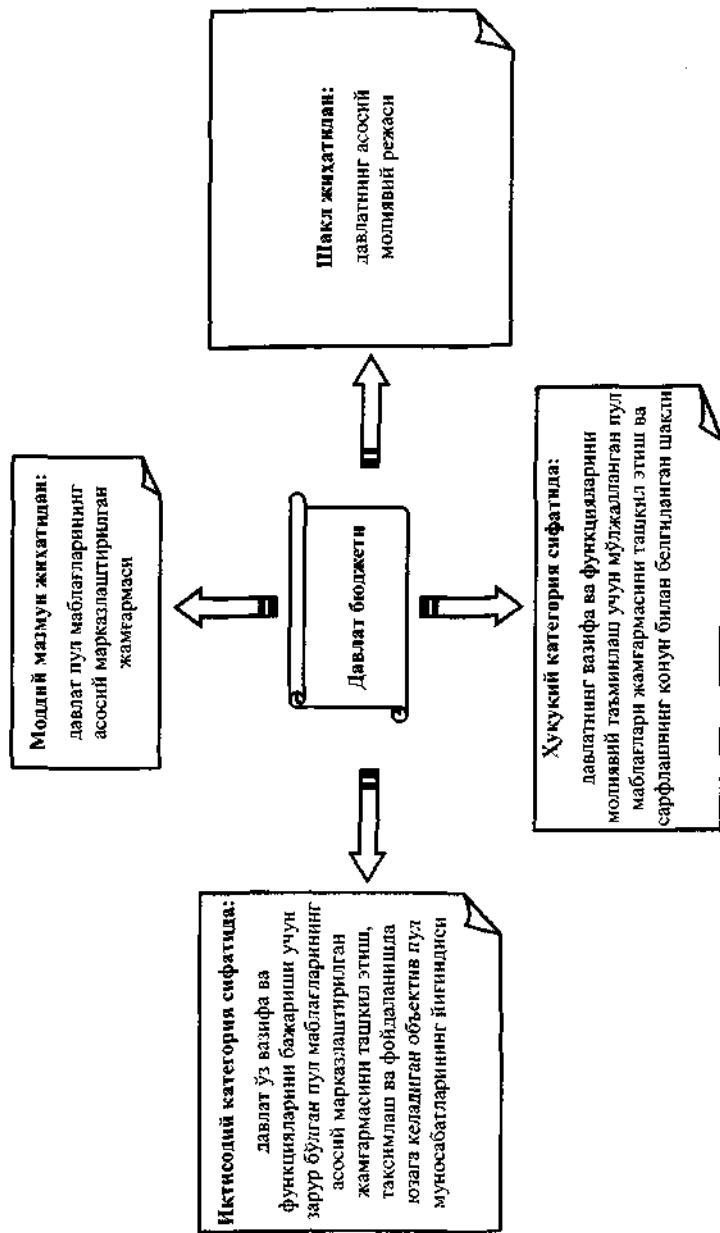 Моддий мазмун жиҳатидан:
давлат пул маблағларининг
асосий марказлаштирилган
жамғармаси
Иктисодий категория сифатида:
давлат ўз вазифа ва
функцияларини бажариши учун
зарур бўлган пул маблағларининг
асосий марказлаштирилган
жамғармасини ташкил этиш,
таксимлаш ва фойдаланишда
юзага келадиган объектив пул
муносабатларининг йиғиндиси
Давлат бюджети
Шакл жиҳатидан:
давлатнинг асосий
молиявий режаси
Ҳуқуқий категория сифатида:
давлатнинг вазифа ва функцияларини
молиявий таъминлаш учун мўлжалланган пул
маблағлари жамғармасини ташкил этиш ва
сарфлашнинг конун билан белгиланган шакли